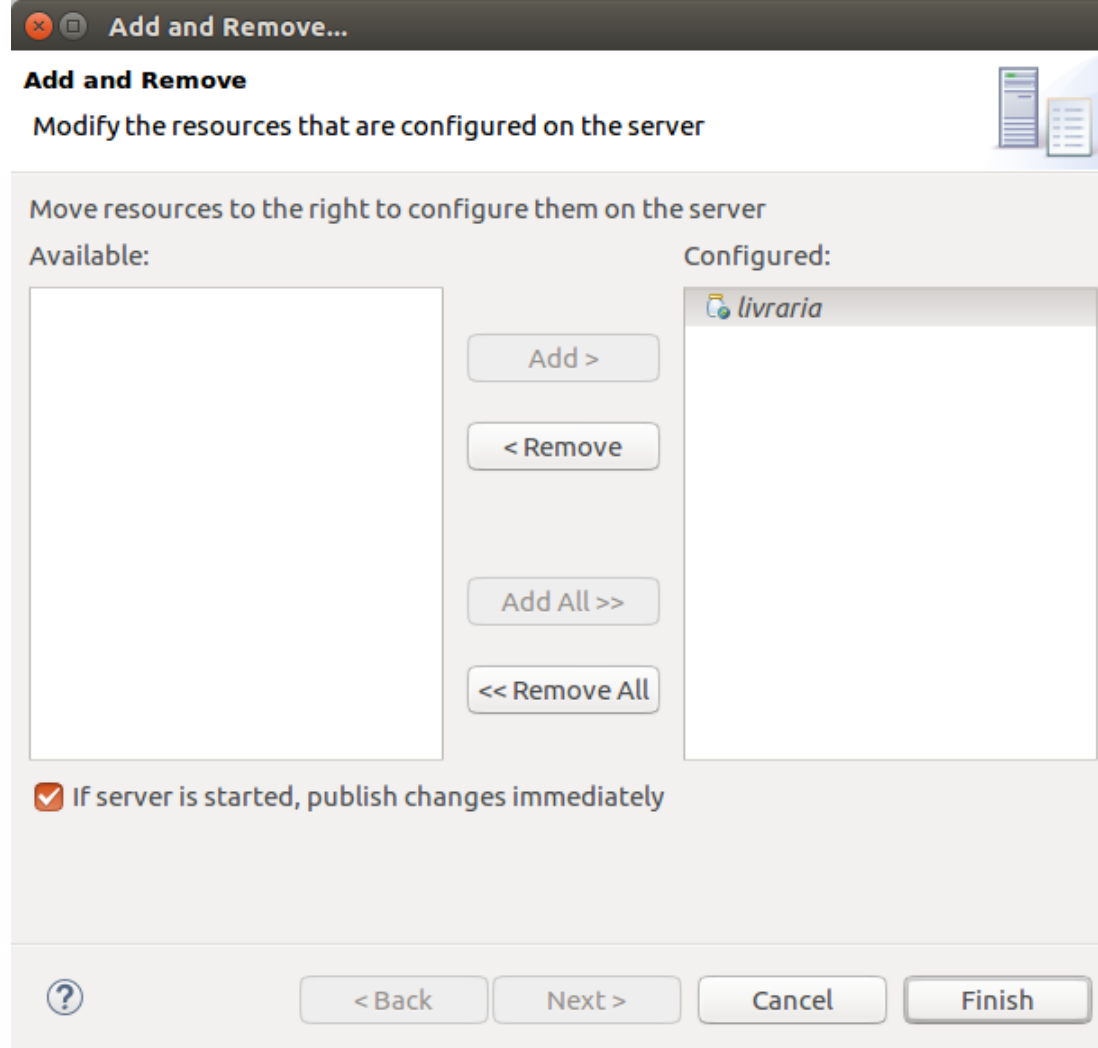 Add and Remove...
Add and Remove
Modify the resources that are configured on the server
Move resources to the right to configure them on the server
Available:
Configured:
livraria
Add >
< Remove
Add All >>
<< Remove All
If server is started, publish changes immediately
?
< Back
Next >
Cancel
Finish